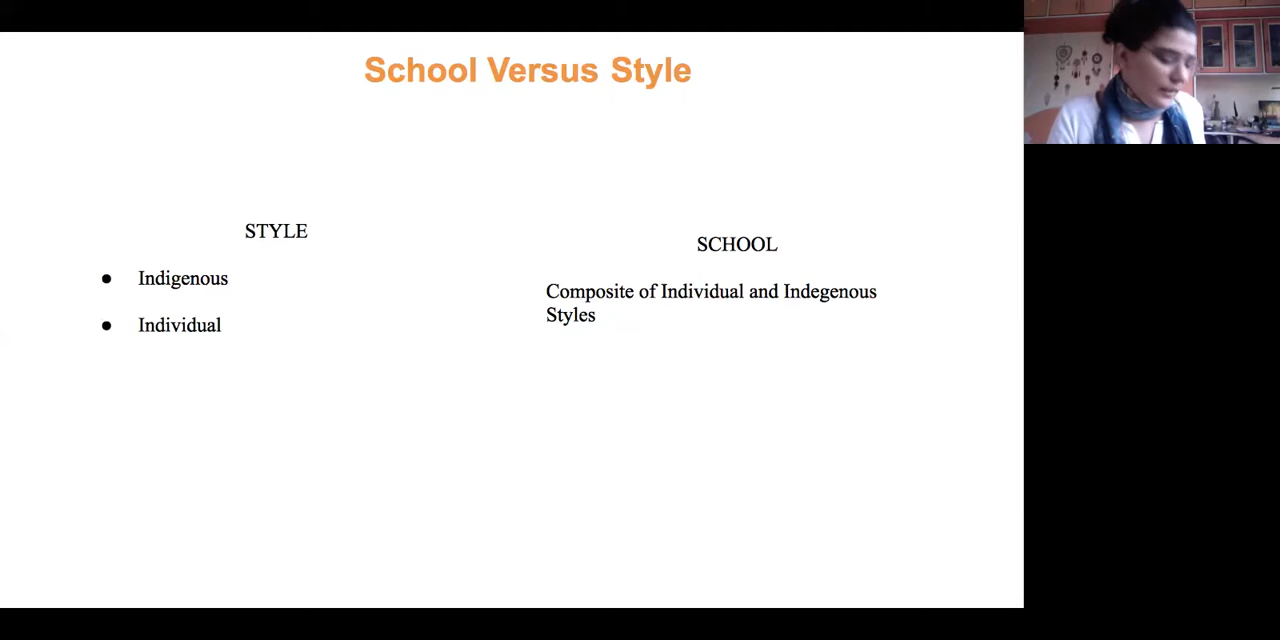 School Versus Style
STYLE
● Indigenous
● Individual
SCHOOL
Composite of Individual and Indegenous
Styles